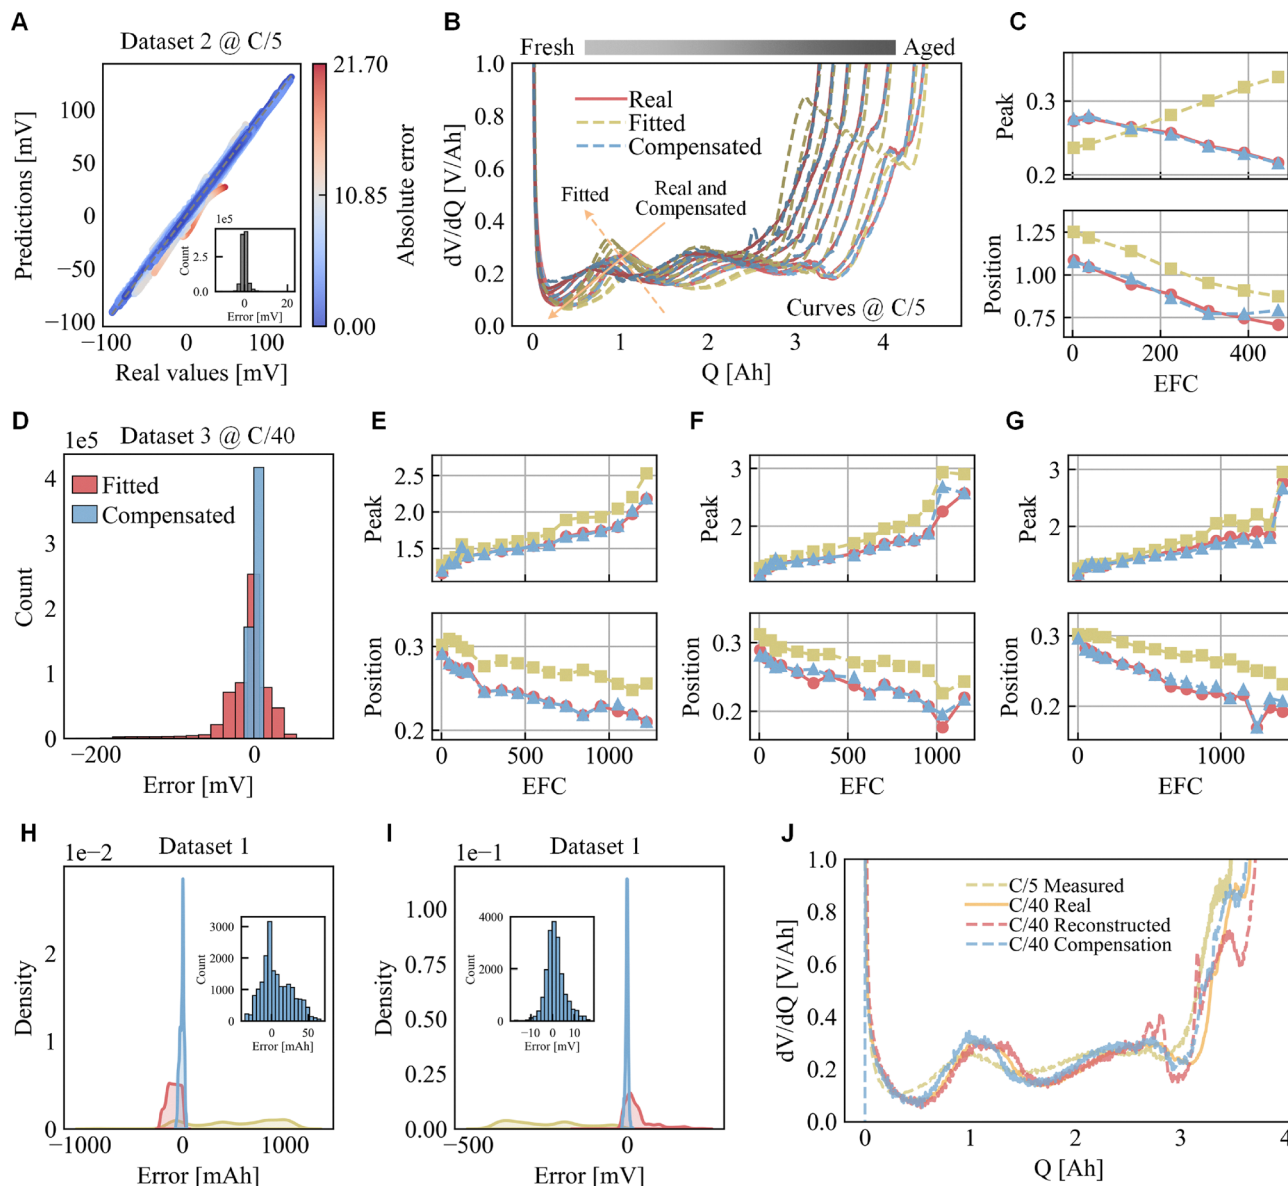 A
Dataset 2 @ C/5
Predictions [mV]
100
50
0
−50
−100
−100
0
100
Real values [mV]
1e5
Count
2.5
0.0
0
20
Error [mV]
21.70
10.85
0.00
Absolute error
B
Fresh
Aged
Real
Fitted
Compensated
Fitted
Real and
Compensated
Curves @ C/5
dV/dQ [V/Ah]
1.0
0.8
0.6
0.4
0.2
0.0
0
1
2
3
4
Q [Ah]
C
Peak
0.3
0.2
Position
1.25
1.00
0.75
0
200
400
EFC
D
1e5
Dataset 3 @ C/40
Fitted
Compensated
Count
4
3
2
1
0
−200
0
Error [mV]
E
Peak
2.5
2.0
1.5
Position
0.3
0.2
0
500
1000
EFC
F
Peak
3
2
Position
0.3
0.2
0
500
1000
EFC
G
Peak
3
2
Position
0.3
0.2
0
1000
EFC
H
1e−2
Dataset 1
Density
2
1
0
−1000
0
1000
Error [mAh]
Count
3000
2000
1000
0
0
50
Error [mAh]
I
1e−1
Dataset 1
Density
1.00
0.75
0.50
0.25
0.00
−500
0
Error [mV]
Count
4000
2000
0
−10
0
10
Error [mV]
J
C/5 Measured
C/40 Real
C/40 Reconstructed
C/40 Compensation
dV/dQ [V/Ah]
1.0
0.8
0.6
0.4
0.2
0.0
0
1
2
3
4
Q [Ah]